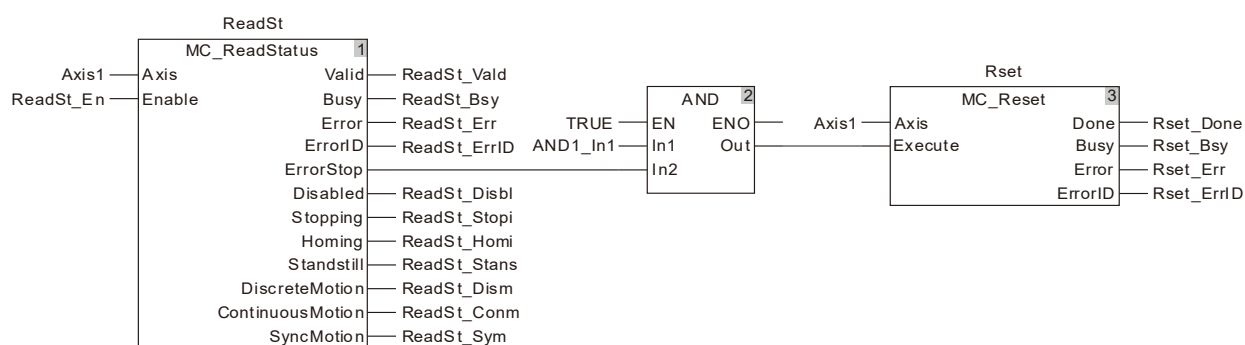 ReadSt
MC_ReadStatus 1
Axis1 Axis Valid ReadSt_Vald
ReadSt_En Enable Busy ReadSt_Bsy
Error ReadSt_Err
ErrorID ReadSt_ErrID
ErrorStop
Disabled ReadSt_Disbl
Stopping ReadSt_Stopi
Homing ReadSt_Homi
Standstill ReadSt_Stans
DiscreteMotion ReadSt_Dism
ContinuousMotion ReadSt_Conm
SyncMotion ReadSt_Sym
AND 2
TRUE EN ENO
AND1_In1 In1 Out
In2
Rset
MC_Reset 3
Axis1 Axis Done Rset_Done
Execute Busy Rset_Bsy
Error Rset_Err
ErrorID Rset_ErrID